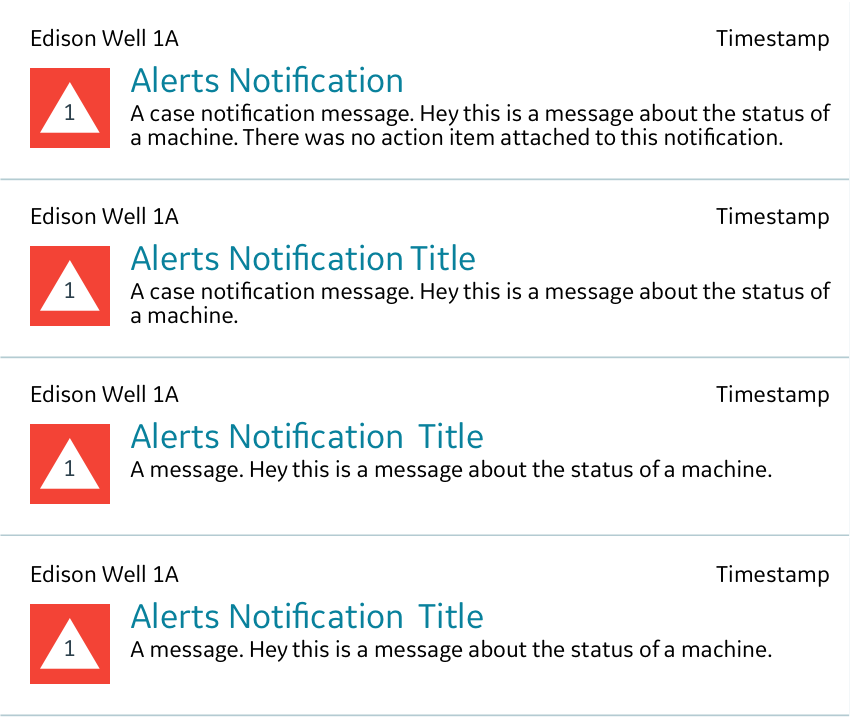 Edison Well 1A Timestamp
Alerts Notification
1
A case notification message. Hey this is a message about the status of
a machine. There was no action item attached to this notification.
Edison Well 1A Timestamp
Alerts Notification Title
1
A case notification message. Hey this is a message about the status of
a machine.
Edison Well 1A Timestamp
Alerts Notification Title
1
A message. Hey this is a message about the status of a machine.
Edison Well 1A Timestamp
Alerts Notification Title
1
A message. Hey this is a message about the status of a machine.